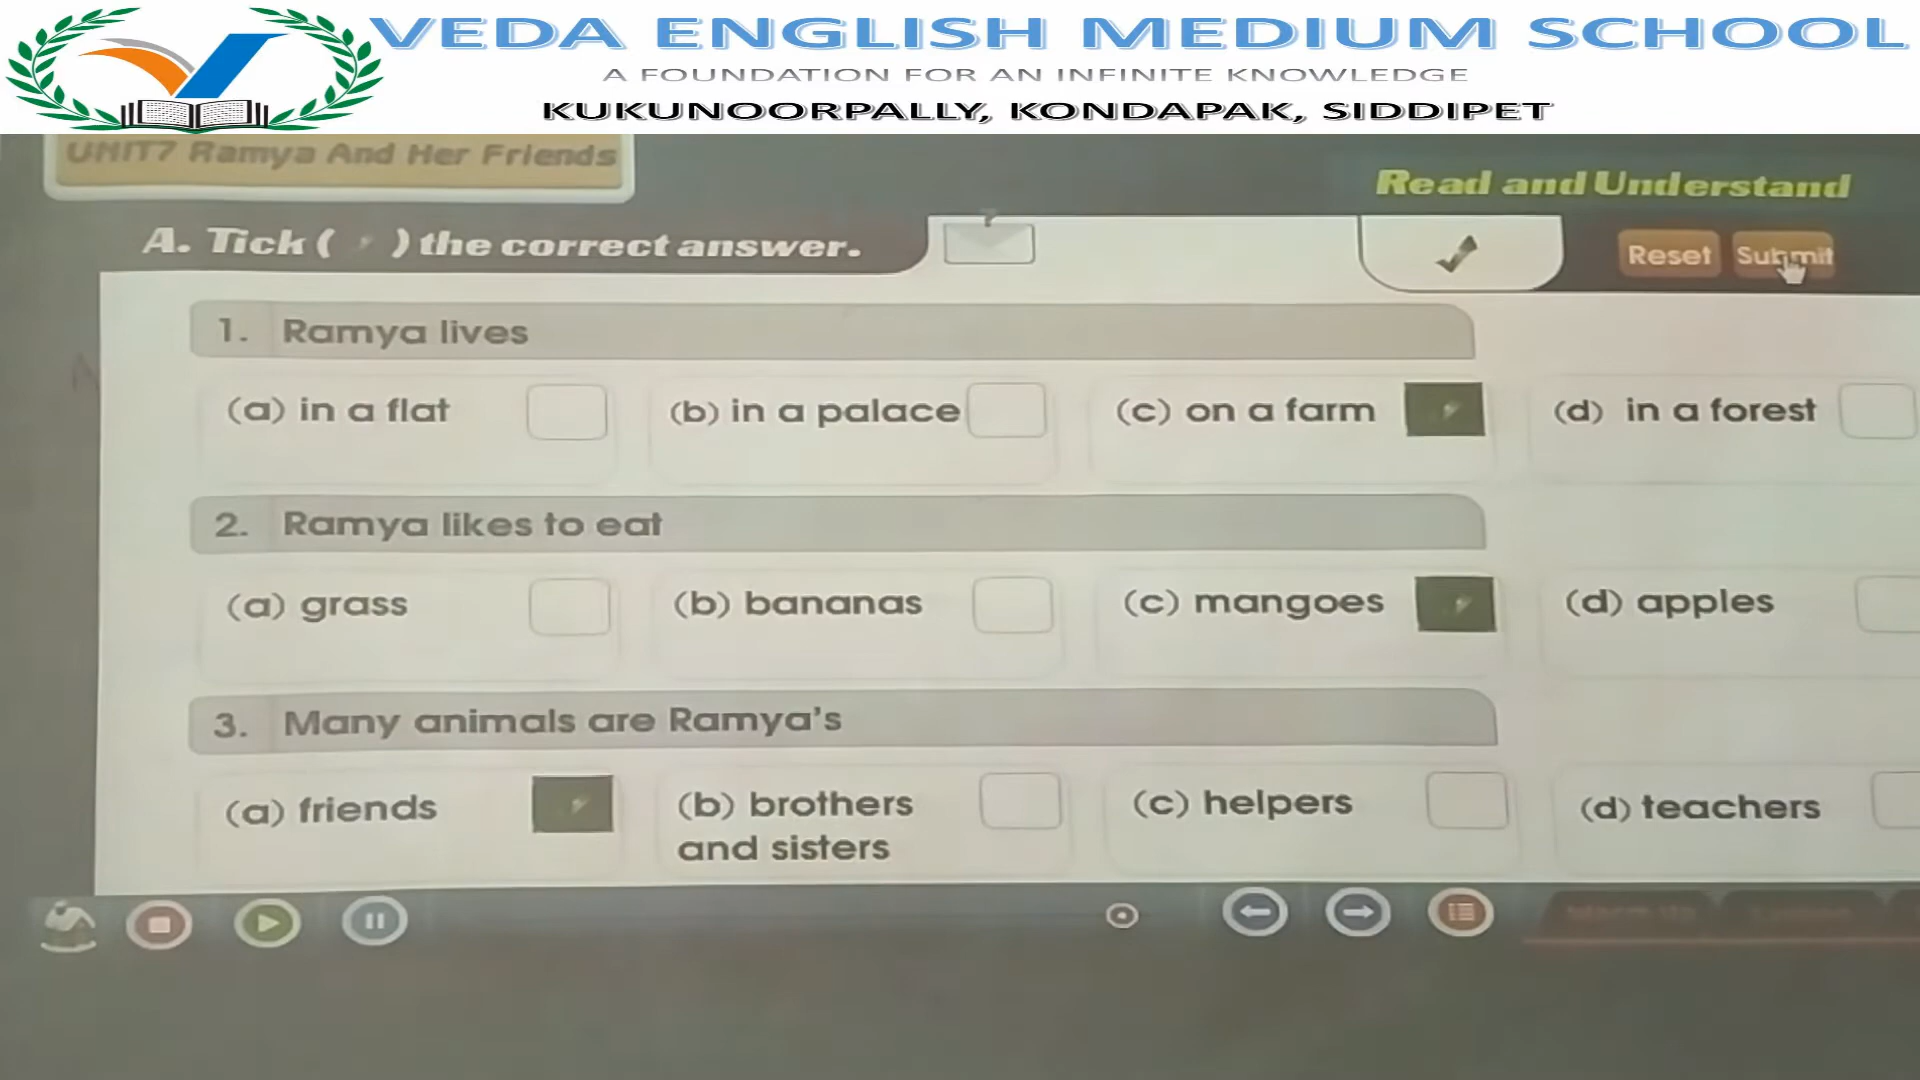 VEDA ENGLISH MEDIUM SCHOOL
A FOUNDATION FOR AN INFINITE KNOWLEDGE
KUKUNOORPALLY, KONDAPAK, SIDDIPET
UNIT7 Ramya And Her Friends
Read and Understand
A. Tick ( ) the correct answer.
Reset Submit
1. Ramya lives
(a) in a flat (b) in a palace (c) on a farm (d) in a forest
2. Ramya likes to eat
(a) grass (b) bananas (c) mangoes (d) apples
3. Many animals are Ramya's
(a) friends (b) brothers and sisters (c) helpers (d) teachers